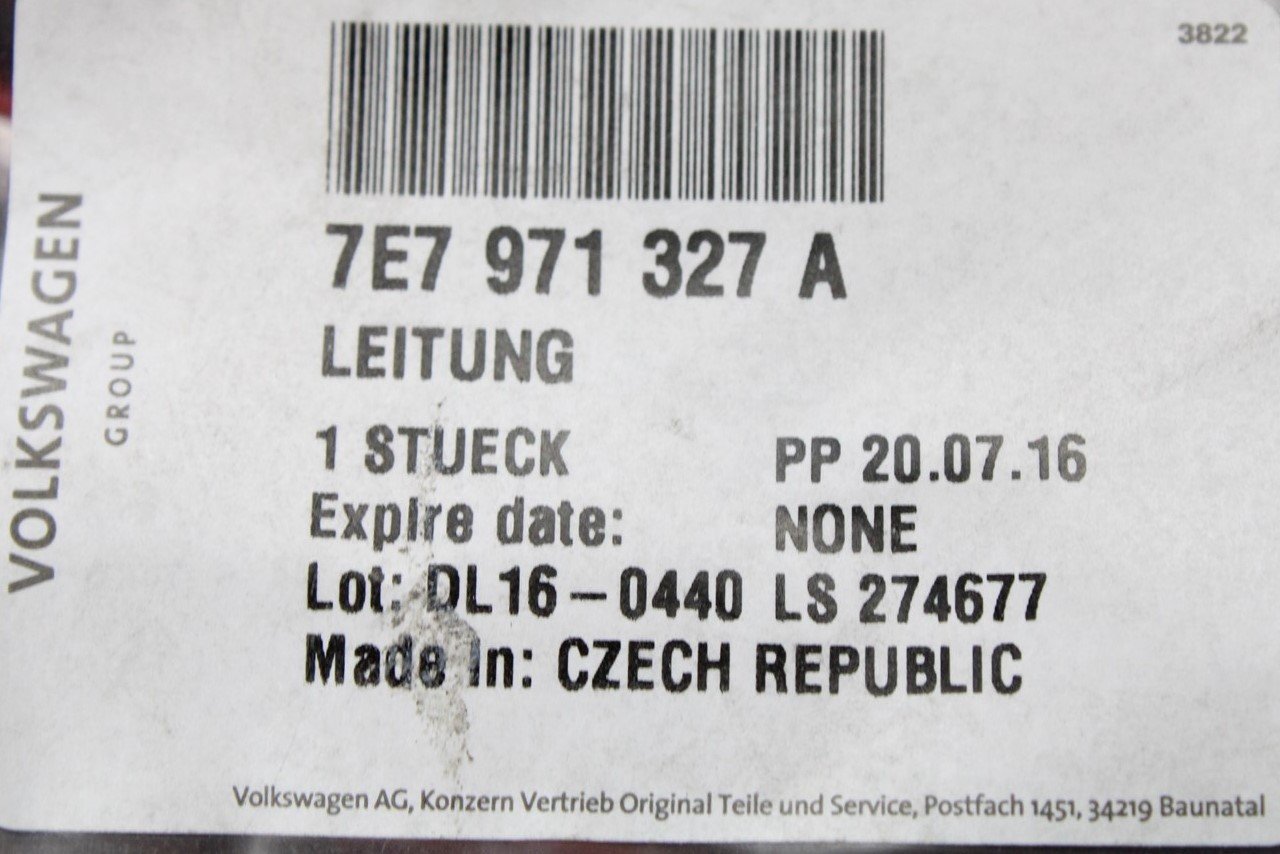 3822
VOLKSWAGEN
GROUP
7E7 971 327 A
LEITUNG
1 STUECK PP 20.07.16
Expire date: NONE
Lot: DL16-0440 LS 274677
Made In: CZECH REPUBLIC
Volkswagen AG, Konzern Vertrieb Original Teile und Service, Postfach 1451, 34219 Baunatal